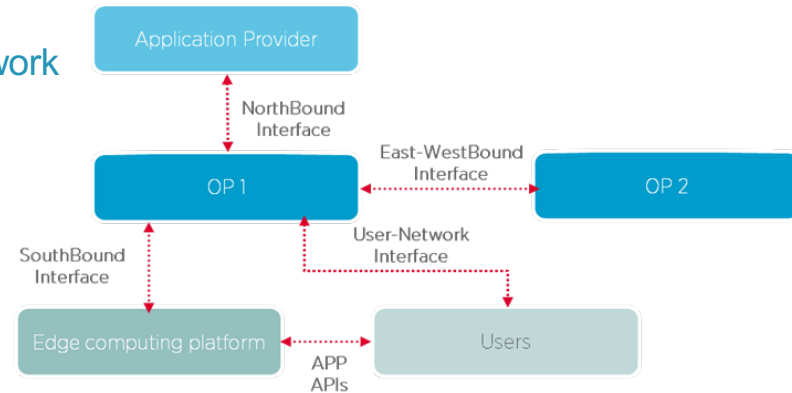 Application Provider
NorthBound
Interface
East-WestBound
Interface
OP 1
OP 2
User-Network
Interface
SouthBound
Interface
Edge computing platform
Users
APP
APIs